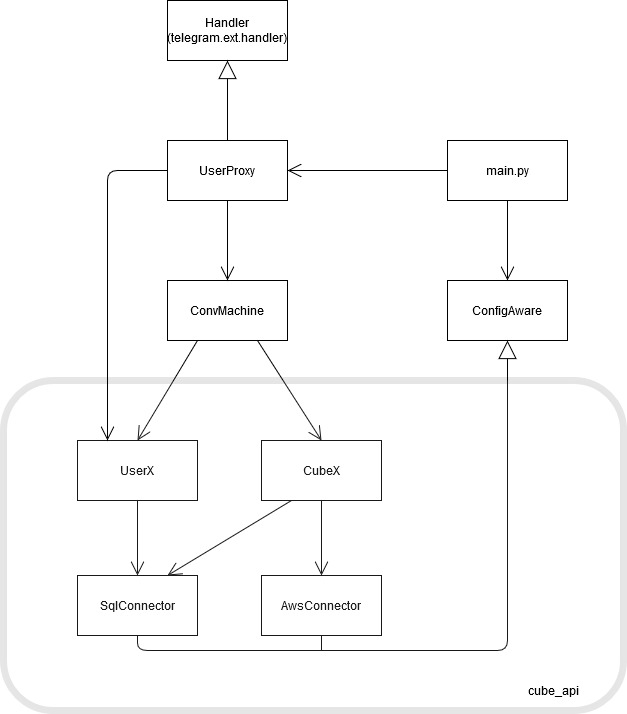 Handler
(telegram.ext.handler)
UserProxy
main.py
ConvMachine
ConfigAware
UserX
CubeX
SqlConnector
AwsConnector
cube_api